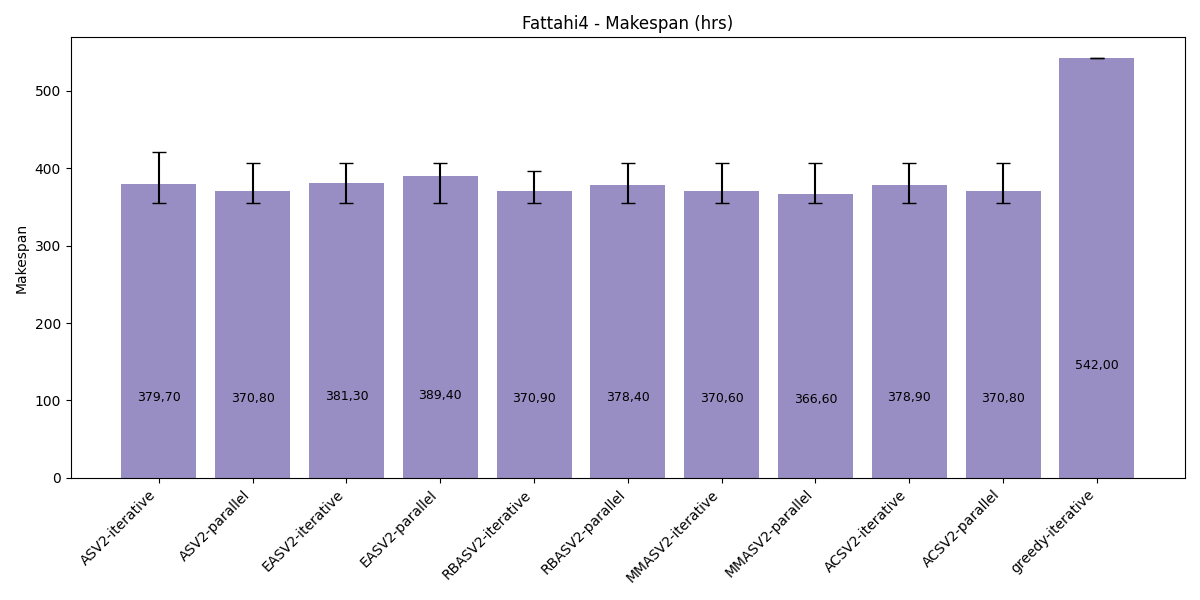 Fattahi4 - Makespan (hrs)
Makespan
500
400
300
200
100
0
379,70
370,80
381,30
389,40
370,90
378,40
370,60
366,60
378,90
370,80
542,00
ASV2-iterative
ASV2-parallel
EASV2-iterative
EASV2-parallel
RBASV2-iterative
RBASV2-parallel
MMASV2-iterative
MMASV2-parallel
ACSV2-iterative
ACSV2-parallel
greedy-iterative